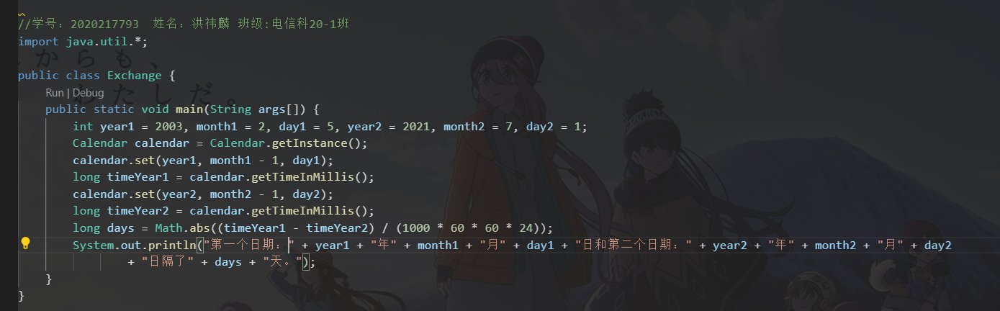 //学号：2020217793  姓名：洪祎麟 班级:电信科20-1班
import java.util.*;
からも、
public class Exchange {
Run | Debug
わたしだ。
public static void main(String args[]) {
int year1 = 2003, month1 = 2, day1 = 5, year2 = 2021, month2 = 7, day2 = 1;
Calendar calendar = Calendar.getInstance();
calendar.set(year1, month1 - 1, day1);
long timeYear1 = calendar.getTimeInMillis();
calendar.set(year2, month2 - 1, day2);
long timeYear2 = calendar.getTimeInMillis();
long days = Math.abs((timeYear1 - timeYear2) / (1000 * 60 * 60 * 24));
System.out.println("第一个日期：" + year1 + "年" + month1 + "月" + day1 + "日和第二个日期：" + year2 + "年" + month2 + "月" + day2
+ "日隔了" + days + "天。");
}
}